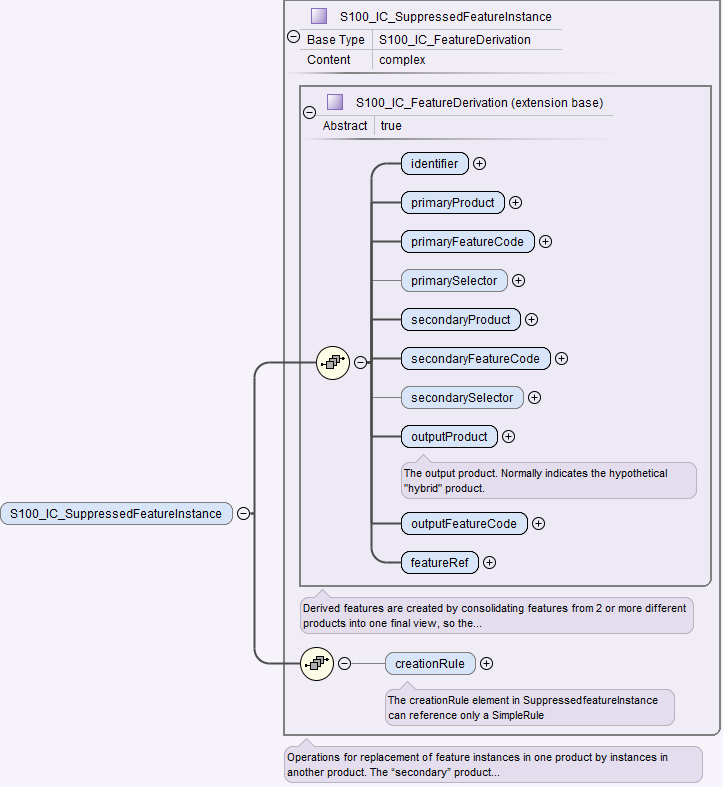 S100_IC_SuppressedFeatureInstance
Base Type S100_IC_FeatureDerivation
Content complex
S100_IC_FeatureDerivation (extension base)
Abstract true
identifier
primaryProduct
primaryFeatureCode
primarySelector
secondaryProduct
secondaryFeatureCode
secondarySelector
outputProduct
The output product. Normally indicates the hypothetical
"hybrid" product.
S100_IC_SuppressedFeatureInstance
outputFeatureCode
featureRef
Derived features are created by consolidating features from 2 or more different
products into one final view, so the...
creationRule
The creationRule element in SuppressedfeatureInstance
can reference only a SimpleRule
Operations for replacement of feature instances in one product by instances in
another product. The “secondary” product...